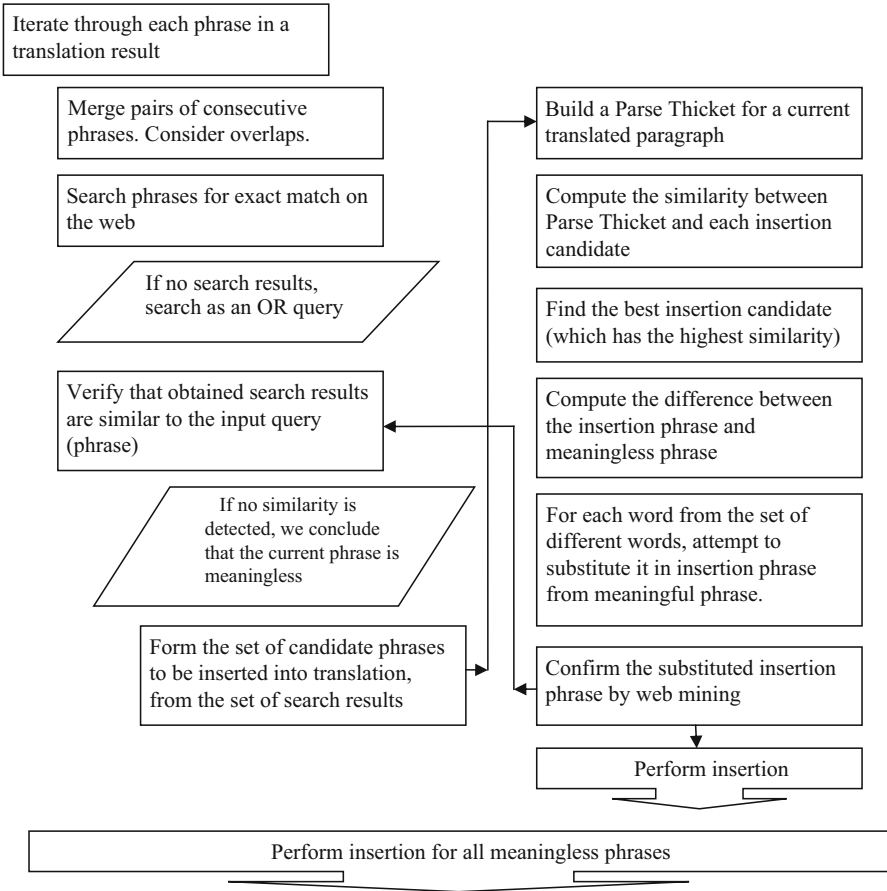 Iterate through each phrase in a
translation result
Merge pairs of consecutive
phrases. Consider overlaps.
Search phrases for exact match on
the web
If no search results,
search as an OR query
Verify that obtained search results
are similar to the input query
(phrase)
If no similarity is
detected, we conclude
that the current phrase is
meaningless
Form the set of candidate phrases
to be inserted into translation,
from the set of search results
Build a Parse Thicket for a current
translated paragraph
Compute the similarity between
Parse Thicket and each insertion
candidate
Find the best insertion candidate
(which has the highest similarity)
Compute the difference between
the insertion phrase and
meaningless phrase
For each word from the set of
different words, attempt to
substitute it in insertion phrase
from meaningful phrase.
Confirm the substituted insertion
phrase by web mining
Perform insertion
Perform insertion for all meaningless phrases